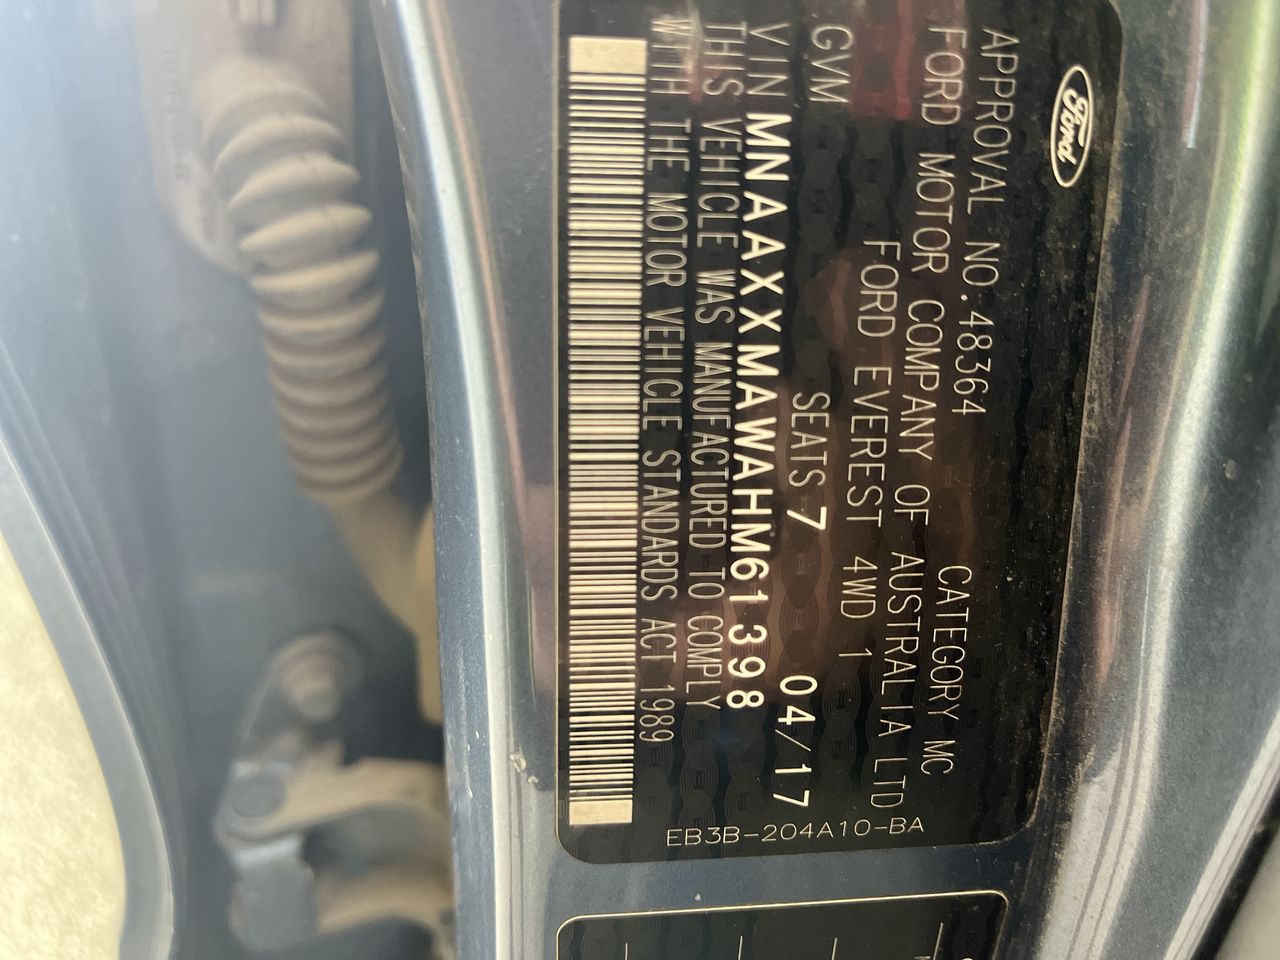 Ford
APPROVAL NO.48364 CATEGORY MC
FORD MOTOR COMPANY OF AUSTRALIA LTD
FORD EVEREST 4WD 1
GVM SEATS 7 04/17
VIN MNAAXXMAWAHM61398
THIS VEHICLE WAS MANUFACTURED TO COMPLY
WITH THE MOTOR VEHICLE STANDARDS ACT 1989
EB3B-204A10-BA